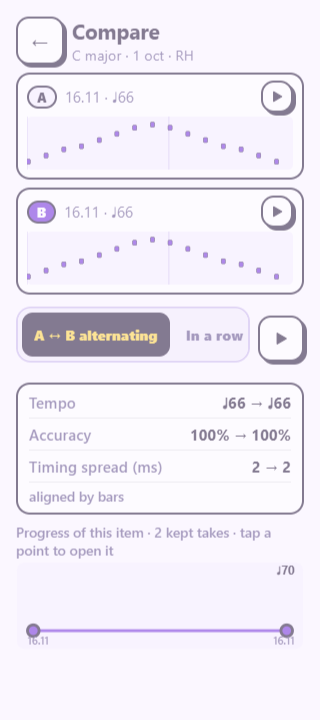 ←
Compare
C major · 1 oct · RH
A 16.11 · ♩66
B 16.11 · ♩66
A ↔ B alternating In a row
Tempo ♩66 → ♩66
Accuracy 100% → 100%
Timing spread (ms) 2 → 2
aligned by bars
Progress of this item · 2 kept takes · tap a
point to open it
♩70
16.11 16.11